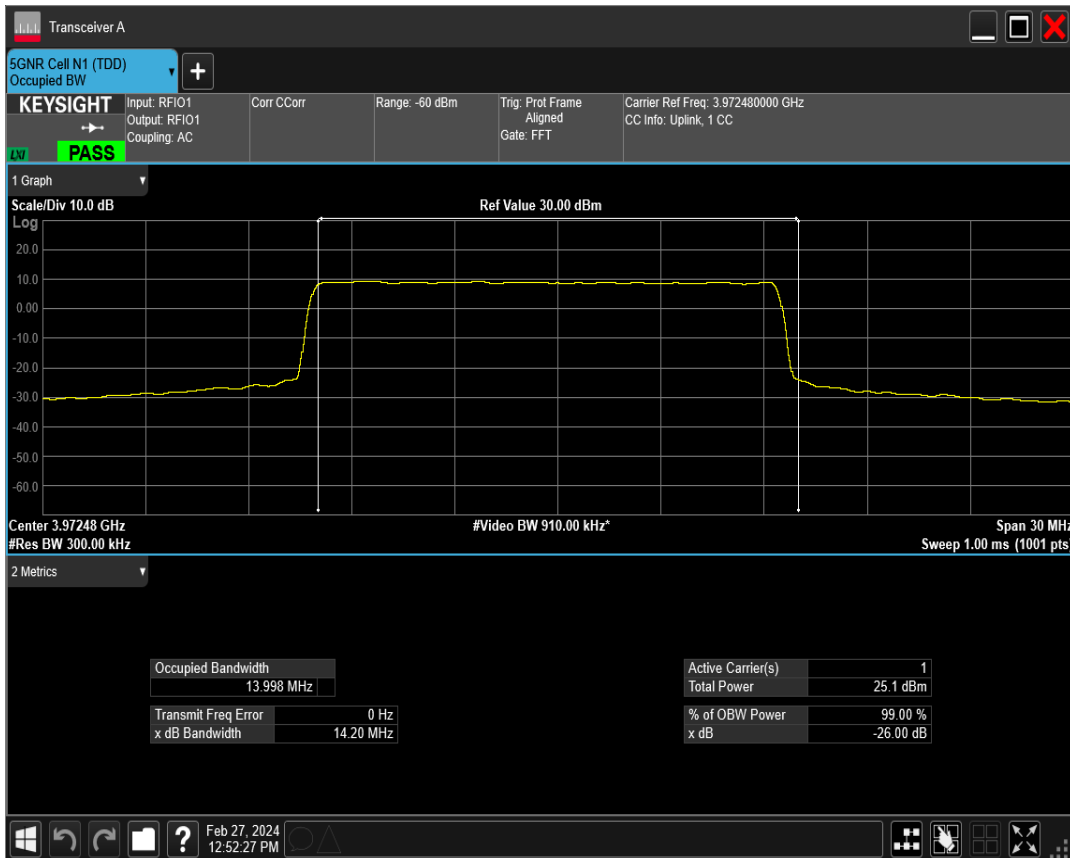 Transceiver A
5GNR Cell N1 (TDD)
Occupied BW
+
KEYSIGHT
LXI
PASS
Input: RFIO1
Output: RFIO1
Coupling: AC
Corr CCorr
Range: -60 dBm
Trig: Prot Frame
Aligned
Gate: FFT
Carrier Ref Freq: 3.972480000 GHz
CC Info: Uplink, 1 CC
1 Graph
Scale/Div 10.0 dB
Ref Value 30.00 dBm
Log
20.0
10.0
0.00
-10.0
-20.0
-30.0
-40.0
-50.0
-60.0
Center 3.97248 GHz
#Video BW 910.00 kHz*
Span 30 MHz
#Res BW 300.00 kHz
Sweep 1.00 ms (1001 pts)
2 Metrics
Occupied Bandwidth
13.998 MHz
Transmit Freq Error 0 Hz
x dB Bandwidth 14.20 MHz
Active Carrier(s) 1
Total Power 25.1 dBm
% of OBW Power 99.00 %
x dB -26.00 dB
?
Feb 27, 2024
12:52:27 PM